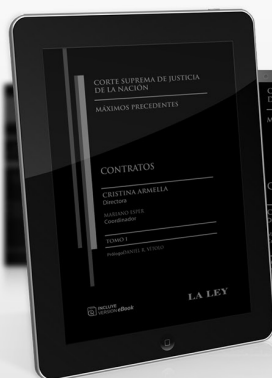 CORTE SUPREMA DE JUSTICIA
DE LA NACIÓN
MÁXIMOS PRECEDENTES
CONTRATOS
CRISTINA ARMELLA
Directora
MARIANO ESPER
Coordinador
TOMO I
INCLUYE
VERSIÓN eBook
LA LEY